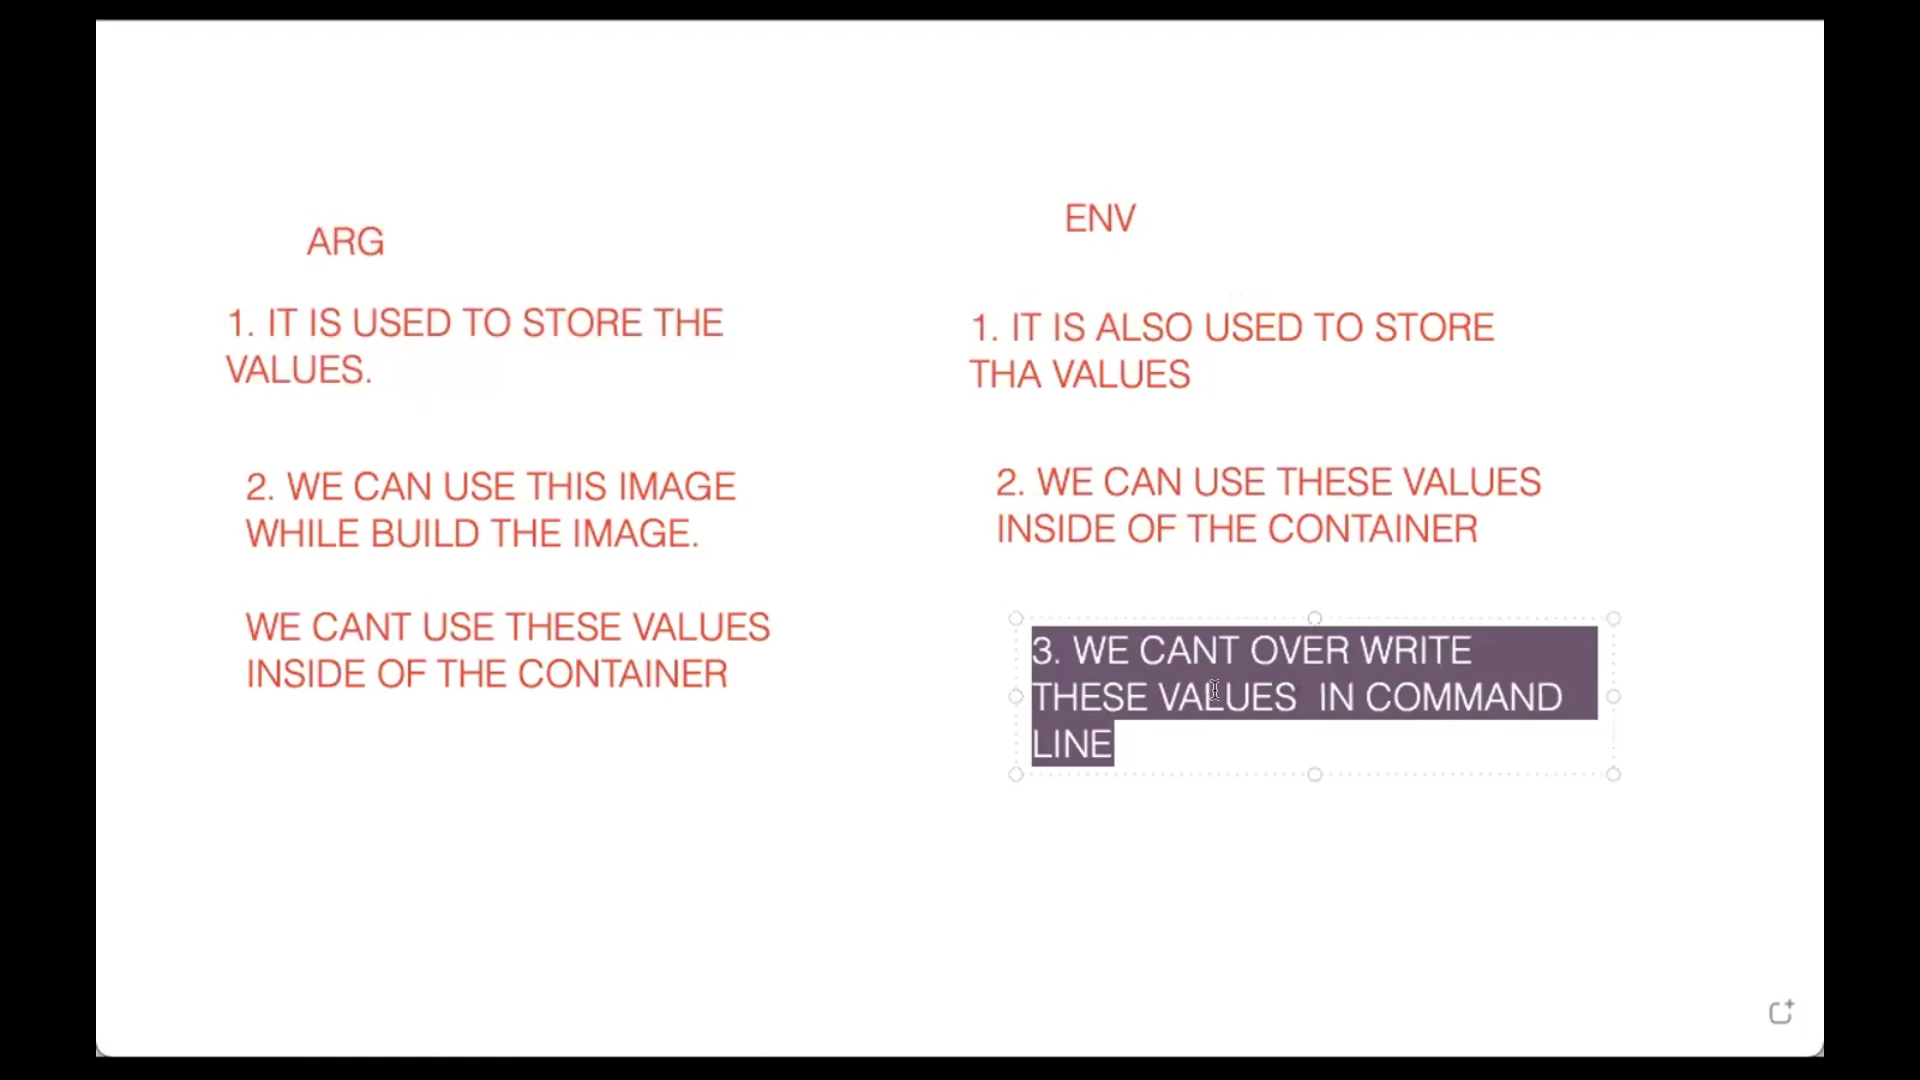 ARG
1. IT IS USED TO STORE THE
VALUES.
2. WE CAN USE THIS IMAGE
WHILE BUILD THE IMAGE.
WE CANT USE THESE VALUES
INSIDE OF THE CONTAINER
ENV
1. IT IS ALSO USED TO STORE
THA VALUES
2. WE CAN USE THESE VALUES
INSIDE OF THE CONTAINER
3. WE CANT OVER WRITE
THESE VALUES IN COMMAND
LINE